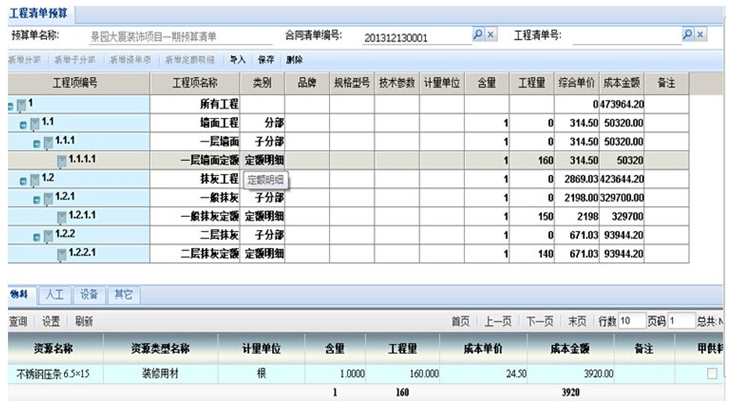 工程清单预算
预算单名称: 景园大厦装饰项目一期预算清单 合同清单编号: 201312130001 工程清单号:
新增分部 新增子分部 新增清单项 新增定额明细 导入 保存 删除
工程项编号 工程项名称 类别 品牌 规格型号 技术参数 计量单位 含量 工程量 综合单价 成本金额 备注
1 所有工程 0 473964.20
1.1 墙面工程 分部 1 0 314.50 50320.00
1.1.1 一层墙面 子分部 1 0 314.50 50320.00
1.1.1.1 一层墙面定额 定额明细 1 160 314.50 50320
1.2 抹灰工程 定额明细 1 0 2869.03 423644.20
1.2.1 一般抹灰 子分部 1 0 2198.00 329700.00
1.2.1.1 一般抹灰定额 定额明细 1 150 2198 329700
1.2.2 二层抹灰 子分部 1 0 671.03 93944.20
1.2.2.1 二层抹灰定额 定额明细 1 140 671.03 93944.20
物料 人工 设备 其它
查询 设置 刷新 首页 上一页 下一页 末页 行数 10 页码 1 总共:
资源名称 资源类型名称 计量单位 含量 工程量 成本单价 成本金额 备注 甲供料
不锈钢压条 6.5×15 装修用材 根 1.0000 160.000 24.50 3920.00
1 160 3920